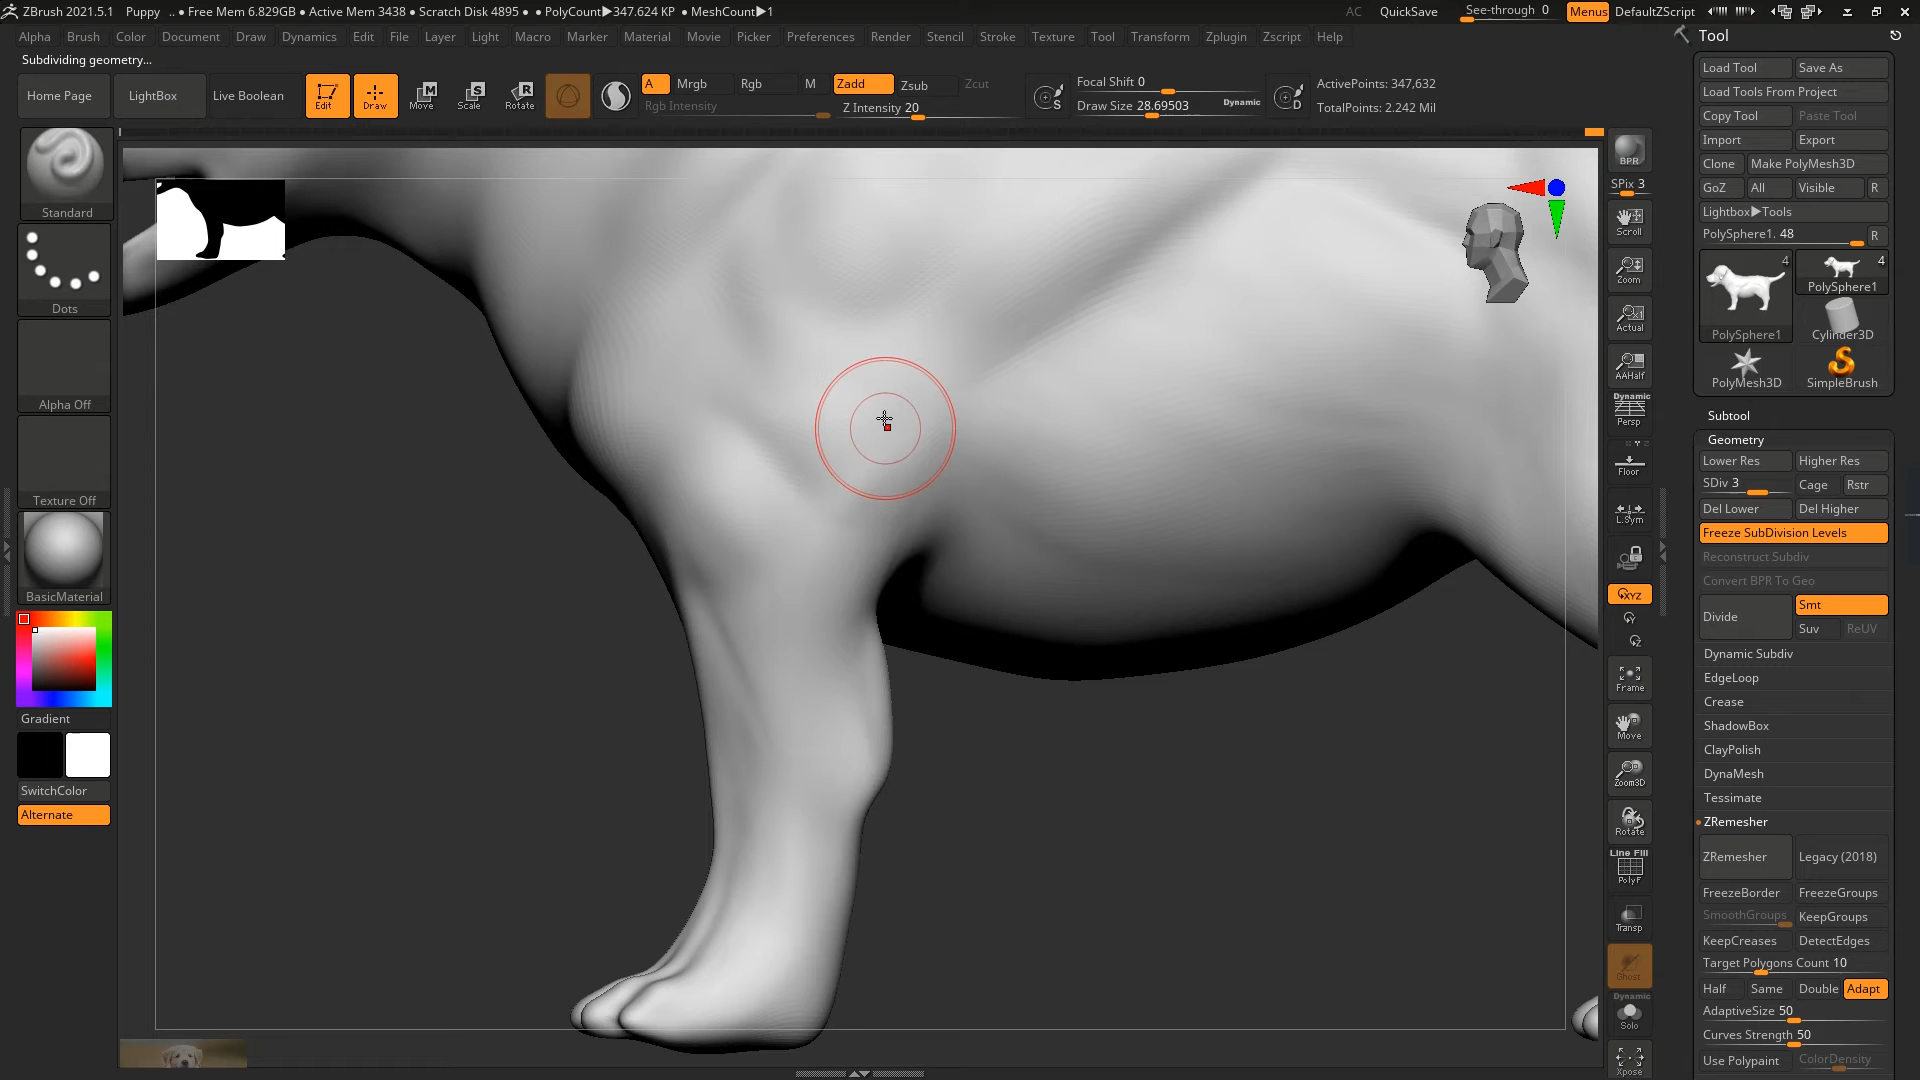 ZBrush 2021.5.1 Puppy .. • Free Mem 6.829GB • Active Mem 3438 • Scratch Disk 4895 • • PolyCount▶347.624 KP • MeshCount▶1 AC QuickSave See-through 0 Menus DefaultZScript
Alpha Brush Color Document Draw Dynamics Edit File Layer Light Macro Marker Material Movie Picker Preferences Render Stencil Stroke Texture Tool Transform Zplugin Zscript Help
Tool
Subdividing geometry...
Home Page LightBox Live Boolean Edit Draw Move Scale Rotate
A Mrgb Rgb M Zadd Zsub Zcut
Rgb Intensity Z Intensity 20
Focal Shift 0
Draw Size 28.69503 Dynamic
ActivePoints: 347,632
TotalPoints: 2.242 Mil
Standard
Dots
Alpha Off
Texture Off
BasicMaterial
Gradient
SwitchColor
Alternate
BPR
SPix 3
Scroll
Zoom
Actual
AAHalf
Dynamic
Persp
Floor
L.Sym
XYZ
Frame
Move
Zoom3D
Rotate
Line Fill
PolyF
Transp
Ghost
Dynamic
Solo
Xpose
Load Tool Save As
Load Tools From Project
Copy Tool Paste Tool
Import Export
Clone Make PolyMesh3D
GoZ All Visible R
Lightbox▶Tools
PolySphere1. 48 R
4 4
PolySphere1
PolySphere1 Cylinder3D
PolyMesh3D SimpleBrush
Subtool
Geometry
Lower Res Higher Res
SDiv 3 Cage Rstr
Del Lower Del Higher
Freeze SubDivision Levels
Reconstruct Subdiv
Convert BPR To Geo
Divide Smt
Suv ReUV
Dynamic Subdiv
EdgeLoop
Crease
ShadowBox
ClayPolish
DynaMesh
Tessimate
ZRemesher
ZRemesher Legacy (2018)
FreezeBorder FreezeGroups
SmoothGroups KeepGroups
KeepCreases DetectEdges
Target Polygons Count 10
Half Same Double Adapt
AdaptiveSize 50
Curves Strength 50
Use Polypaint ColorDensity